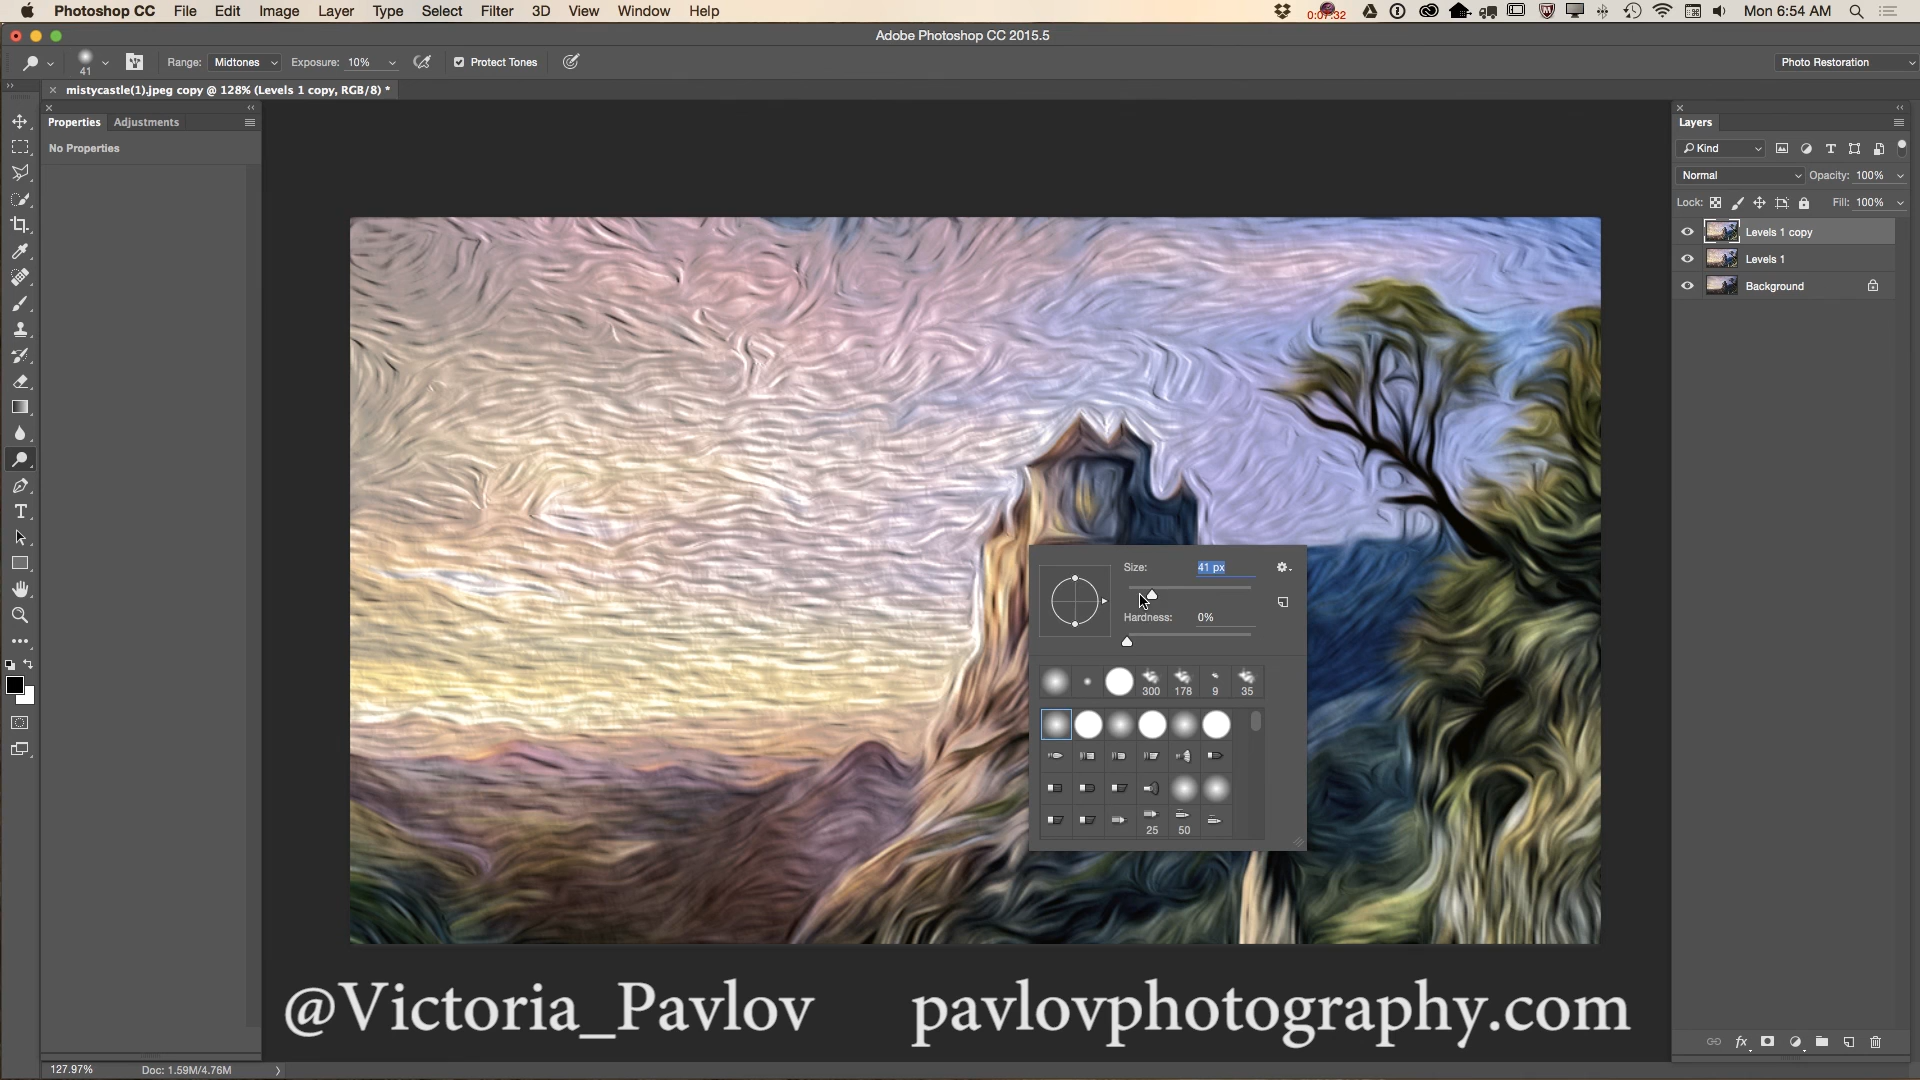 Photoshop CC File Edit Image Layer Type Select Filter 3D View Window Help 0:07:32 Mon 6:54 AM
Adobe Photoshop CC 2015.5
41 Range: Midtones Exposure: 10% Protect Tones Photo Restoration
mistycastle(1).jpeg copy @ 128% (Levels 1 copy, RGB/8) *
Properties Adjustments
No Properties
Layers
Kind
Normal Opacity: 100%
Lock: Fill: 100%
Levels 1 copy
Levels 1
Background
Size: 41 px
Hardness: 0%
300 178 9 35
25 50
@Victoria_Pavlov pavlovphotography.com
127.97% Doc: 1.59M/4.76M